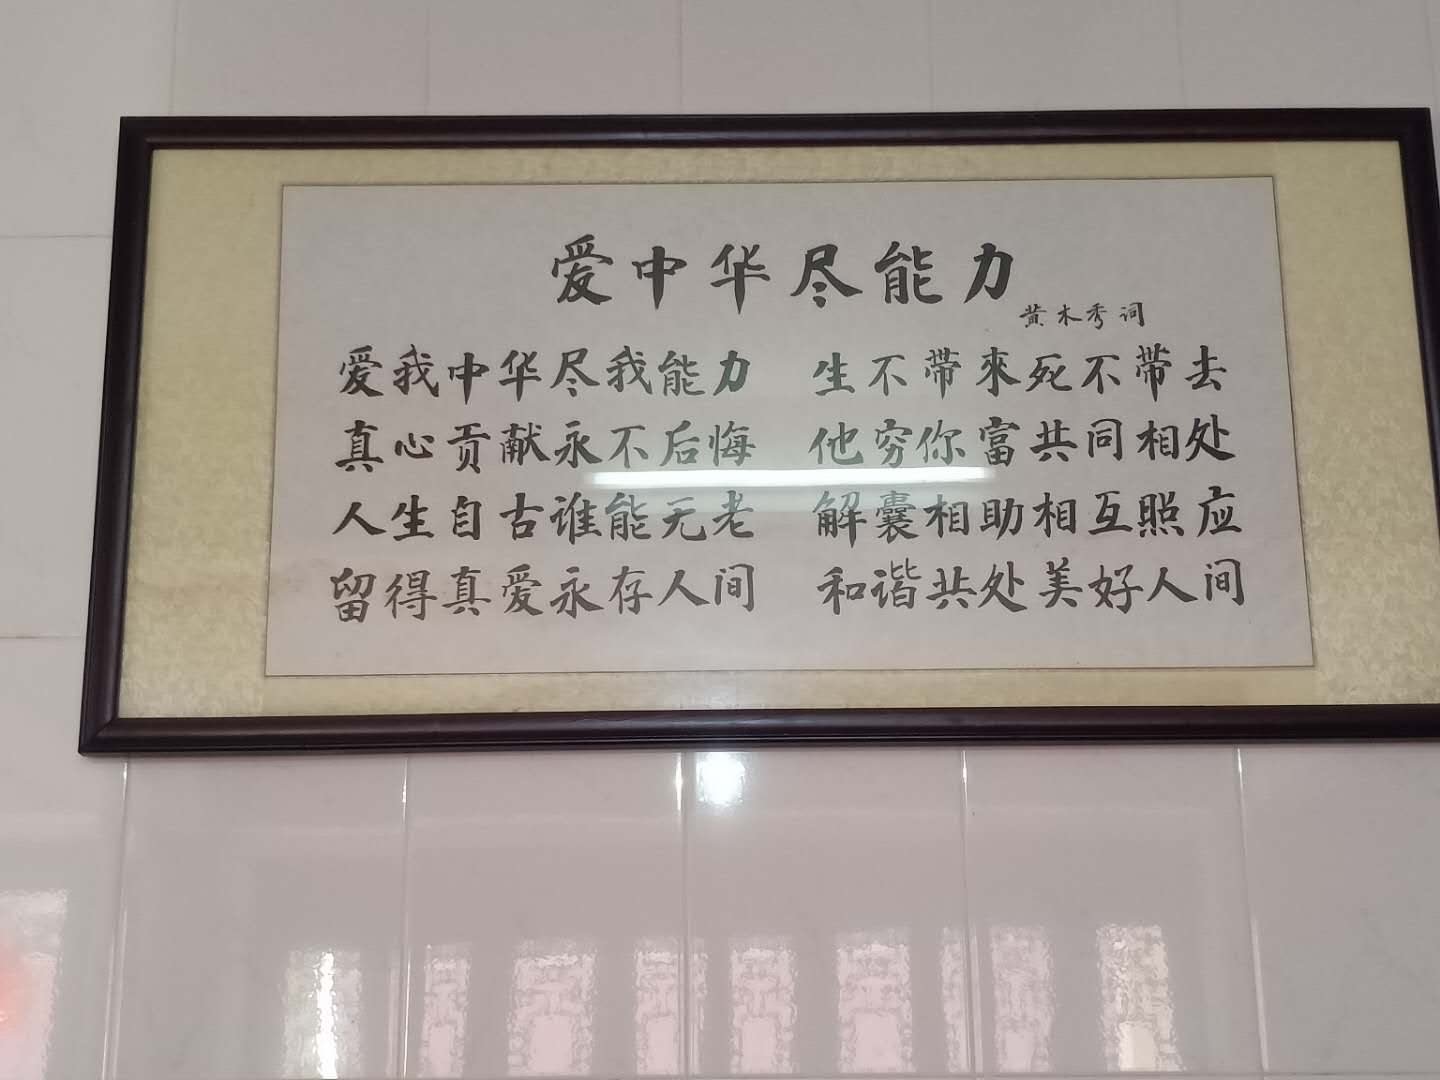 爱中华尽能力
黄木秀词
爱我中华尽我能力 生不带來死不带去
真心贡献永不后悔 他穷你富共同相处
人生自古谁能无老 解囊相助相互照应
留得真爱永存人间 和谐共处美好人间